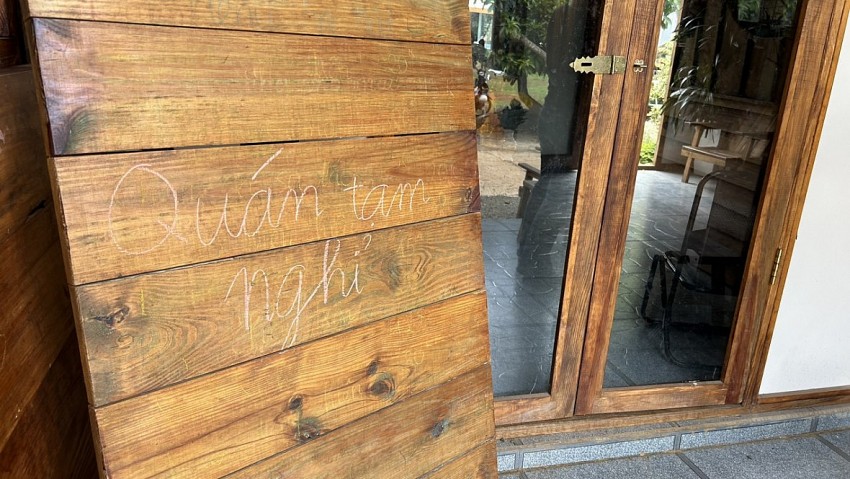 Quán tạm
nghỉ